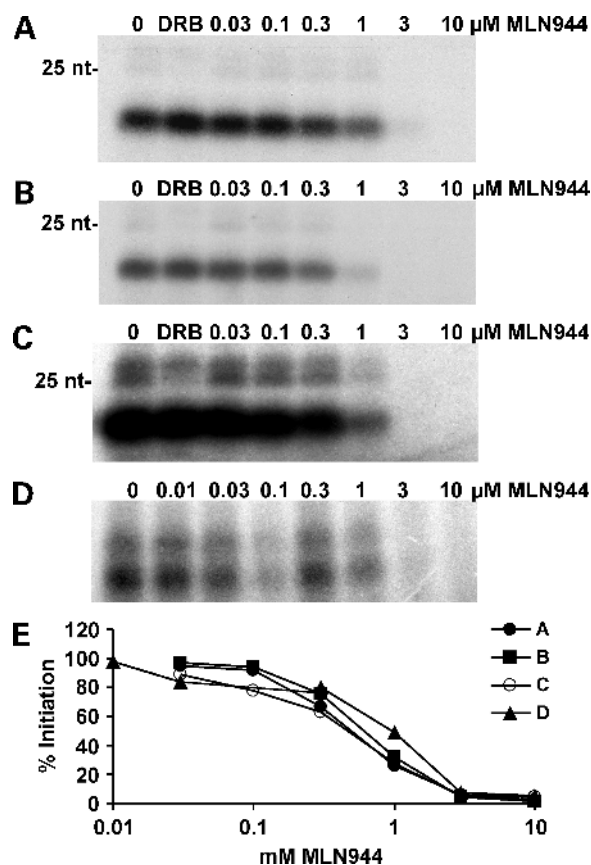 A 0 DRB 0.03 0.1 0.3 1 3 10 µM MLN944
25 nt-
B 0 DRB 0.03 0.1 0.3 1 3 10 µM MLN944
25 nt-
C 0 DRB 0.03 0.1 0.3 1 3 10 µM MLN944
25 nt-
D 0 0.01 0.03 0.1 0.3 1 3 10 µM MLN944
E
120
100
80
60
40
20
0
% Initiation
0.01 0.1 1 10
mM MLN944
A
B
C
D